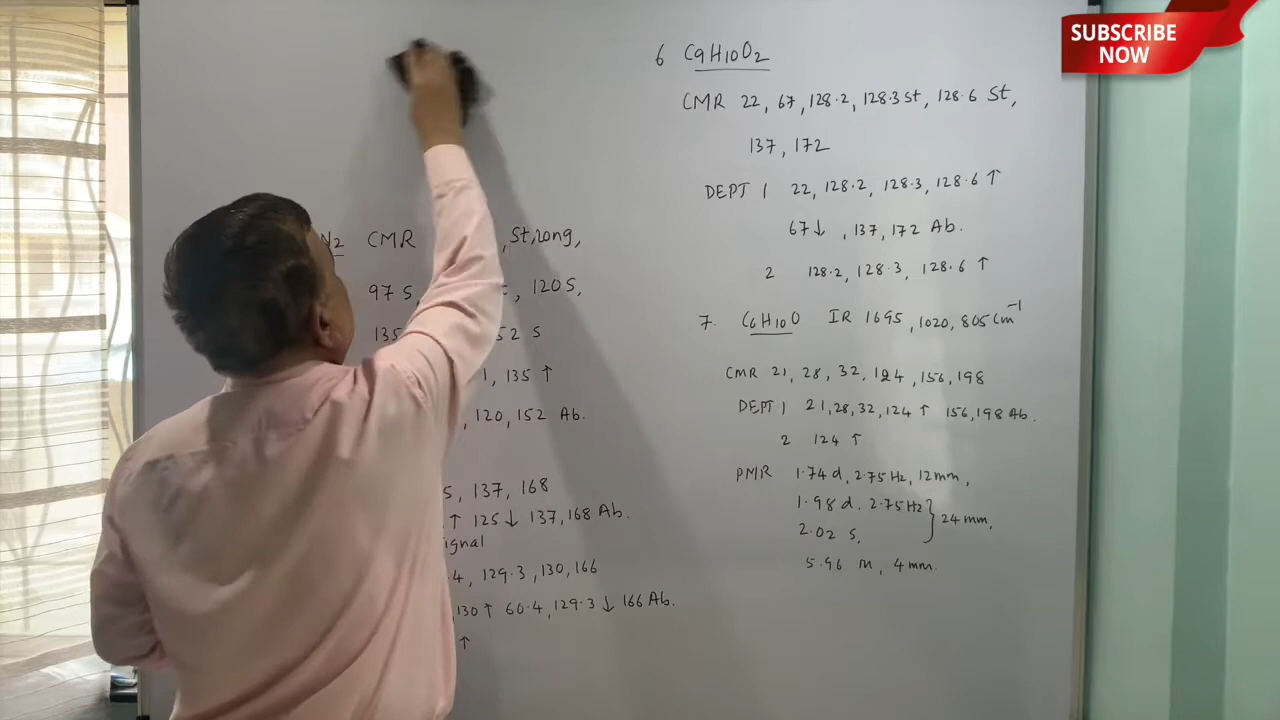 SUBSCRIBE
NOW
N2 CMR , Strong,
97 S, , 120 S,
135 52 S
1, 135 ↑
, 120, 152 Ab.
S, 137, 168
↑ 125 ↓ 137, 168 Ab.
ignal
4, 129.3, 130, 166
, 130 ↑ 60.4, 129.3 ↓ 166 Ab.
↑
6 C9H10O2
CMR 22, 67, 128.2, 128.3 St, 128.6 St,
137, 172
DEPT 1 22, 128.2, 128.3, 128.6 ↑
67 ↓, 137, 172 Ab.
2 128.2, 128.3, 128.6 ↑
7. C6H10O IR 1695, 1020, 805 cm-1
CMR 21, 28, 32, 124, 156, 198
DEPT 1 21, 28, 32, 124 ↑ 156, 198 Ab.
2 124 ↑
PMR 1.74 d, 2.75 Hz, 12 mm,
1.98 d, 2.75 Hz } 24 mm,
2.02 s,
5.96 m, 4 mm.